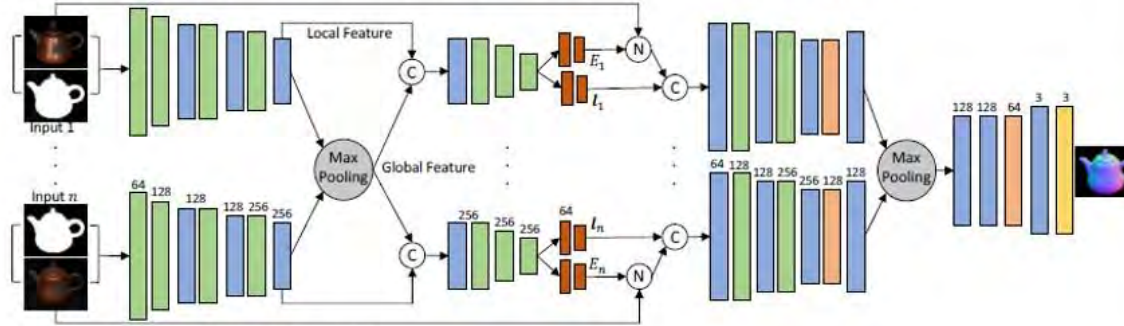 Input 1
Local Feature
C
E₁
l₁
N
C
Max
Pooling
Global Feature
Max
Pooling
128 128 64 3 3
Input n
64 128 128 128 256 256
C
256 256 256 64
lₙ
Eₙ
N
C
64 128 128 256 256 128 128